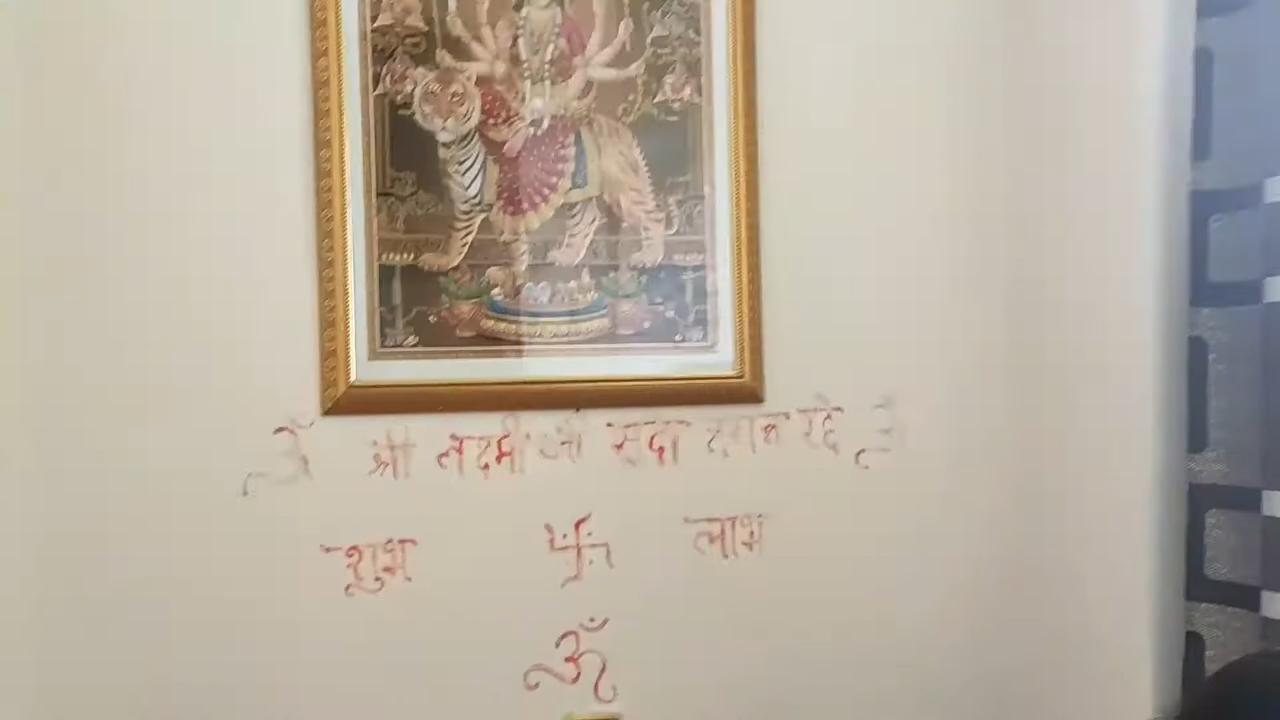 ॐ श्री लक्ष्मी जी सदा सहाय रहे ॐ
शुभ 卐 लाभ
ॐ